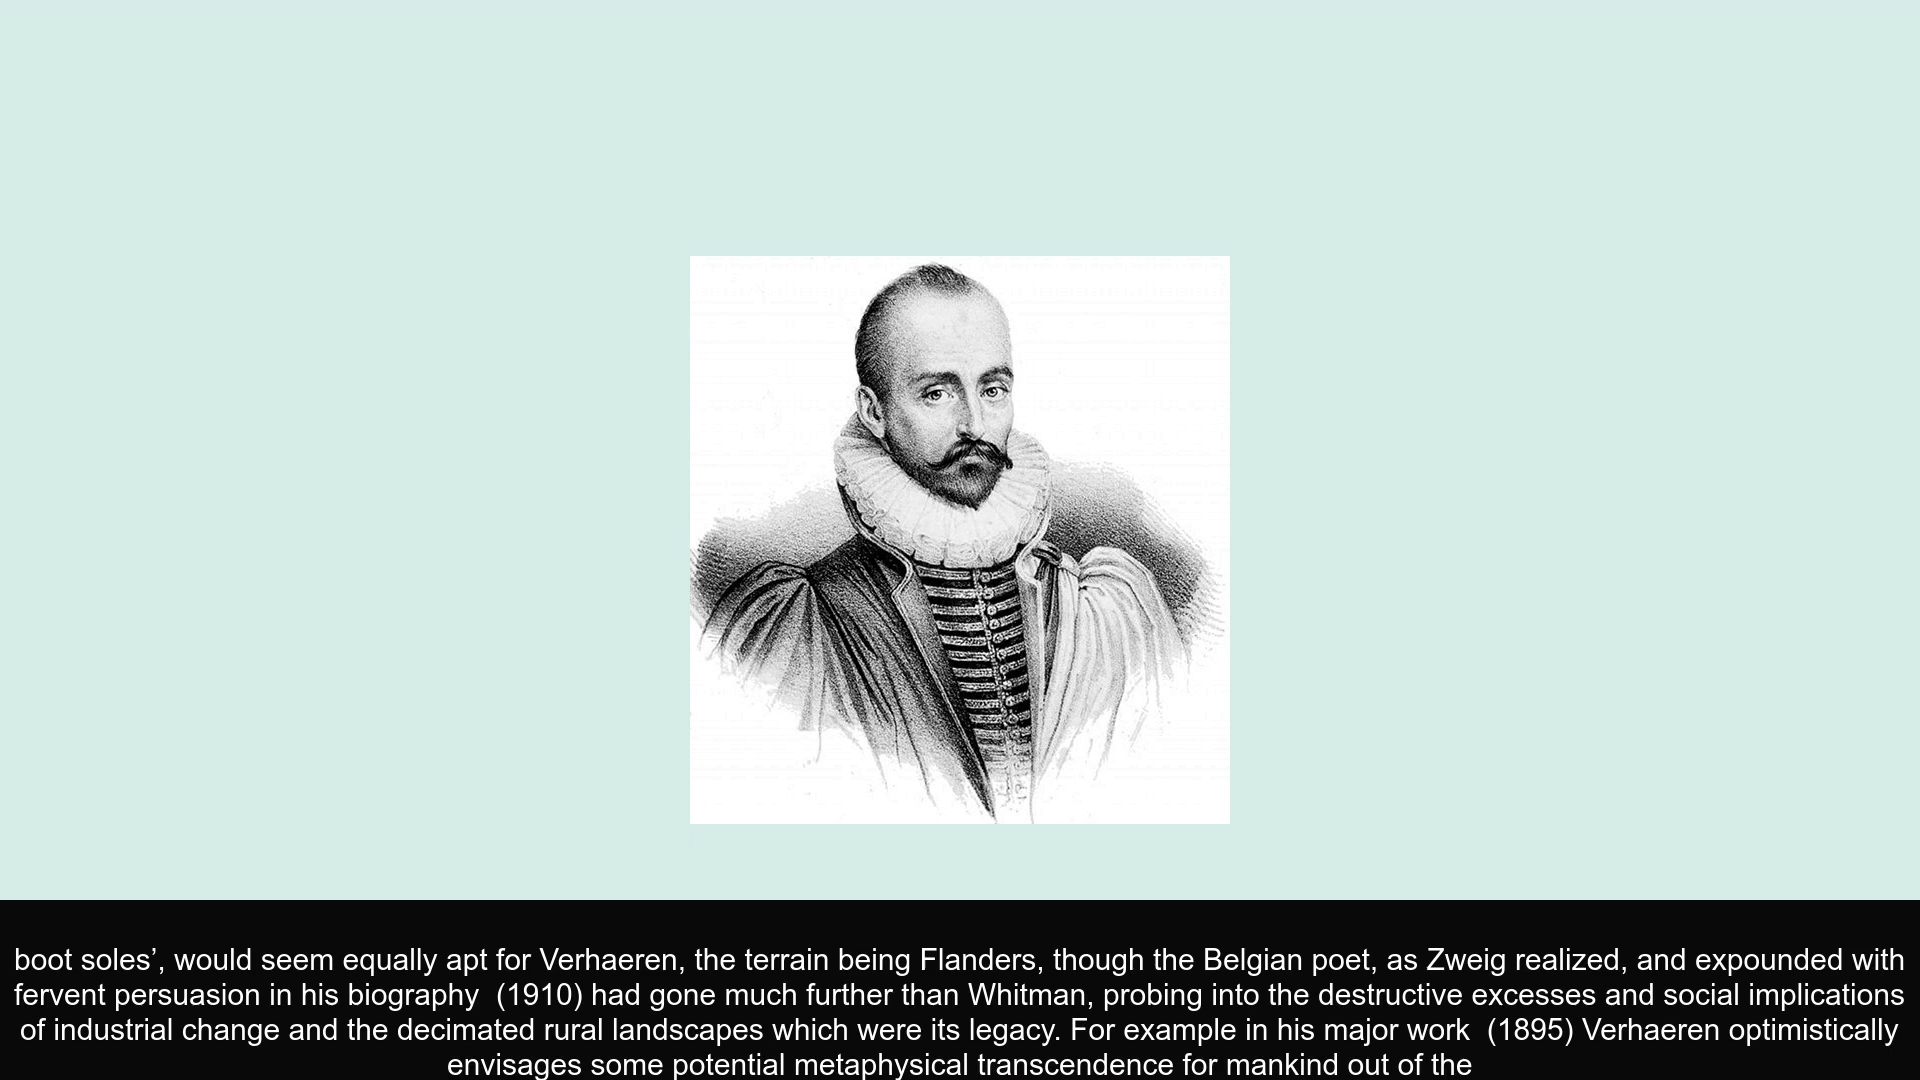 boot soles’, would seem equally apt for Verhaeren, the terrain being Flanders, though the Belgian poet, as Zweig realized, and expounded with
fervent persuasion in his biography  (1910) had gone much further than Whitman, probing into the destructive excesses and social implications
of industrial change and the decimated rural landscapes which were its legacy. For example in his major work  (1895) Verhaeren optimistically
envisages some potential metaphysical transcendence for mankind out of the